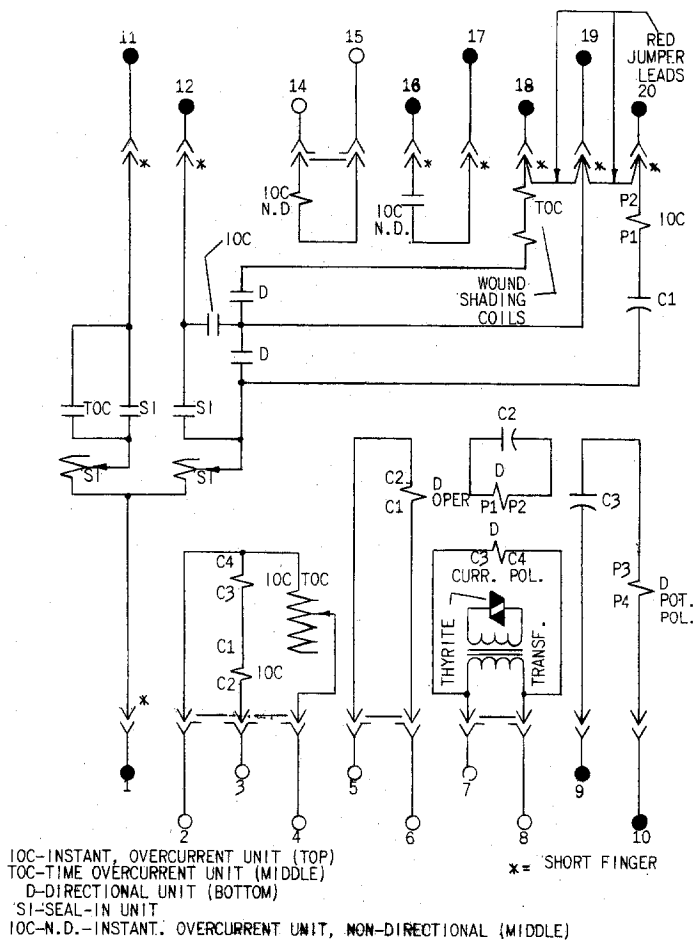 11
15
17
19
RED
JUMPER
LEADS
12
14
16
18
20
* * * * * *
IOC
N.D
IOC
N.D.
TOC
P2
P1
IOC
IOC
D
WOUND
SHADING
COILS
C1
D
TOC
SI
SI
SI
SI
C2
D
P1 P2
C2
C1
D
OPER
C3
D
C3 C4
CURR. POL.
P3
P4
D
POT.
POL.
C4
C3
IOC TOC
C1
C2
IOC
THYRITE
TRANSF.
*
1
3
5
7
9
2
4
6
8
10
IOC-INSTANT, OVERCURRENT UNIT (TOP)
TOC-TIME OVERCURRENT UNIT (MIDDLE)
D-DIRECTIONAL UNIT (BOTTOM)
SI-SEAL-IN UNIT
IOC-N.D.-INSTANT. OVERCURRENT UNIT, NON-DIRECTIONAL (MIDDLE)
*= SHORT FINGER